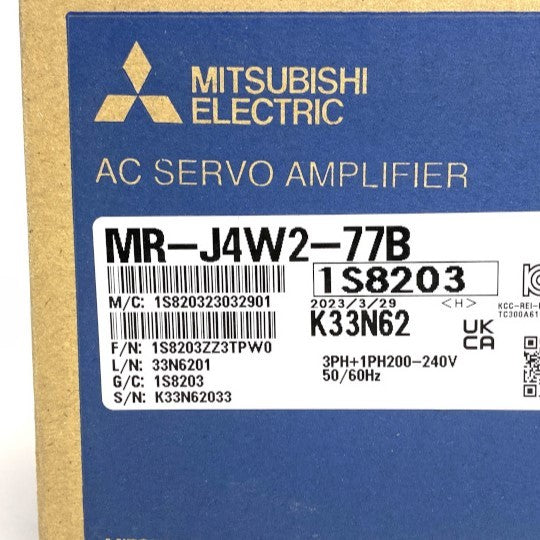 MITSUBISHI
ELECTRIC
AC SERVO AMPLIFIER
MR-J4W2-77B
1S8203
M/C: 1S820323032901
2023/3/29 <H>
K33N62
UK
CA
F/N: 1S8203ZZ3TPW0
L/N: 33N6201
G/C: 1S8203
S/N: K33N62033
3PH+1PH200-240V
50/60Hz
KCC-REI-
TC300A61